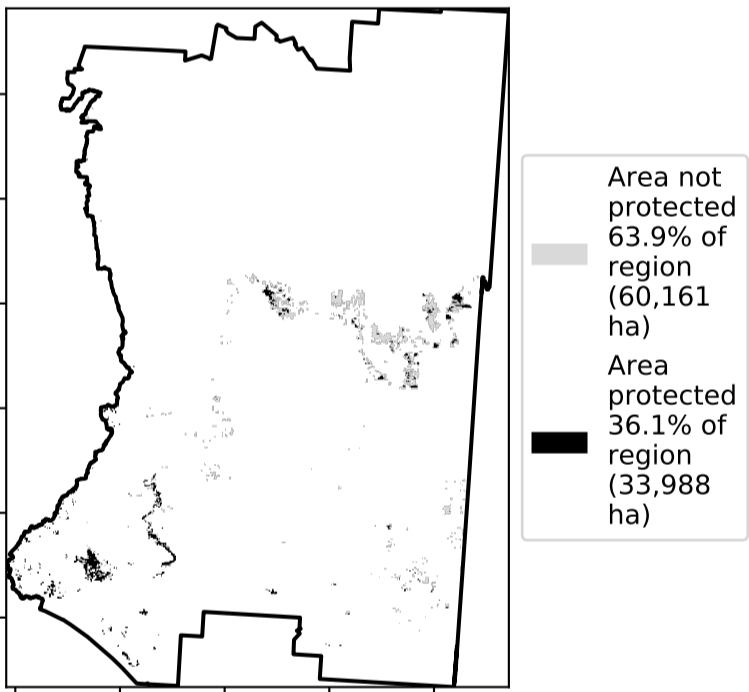 Area not
protected
63.9% of
region
(60,161
ha)
Area
protected
36.1% of
region
(33,988
ha)